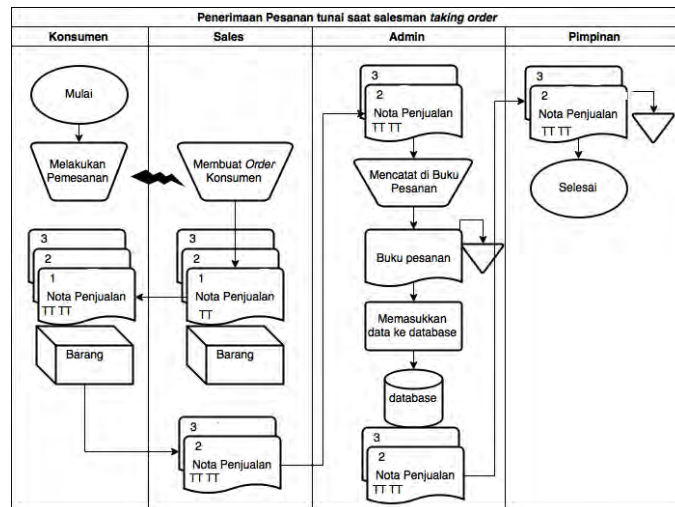 Penerimaan Pesanan tunai saat salesman taking order
Konsumen
Sales
Admin
Pimpinan
Mulai
Melakukan
Pemesanan
3
2
1
Nota Penjualan
TT TT
Barang
Membuat Order
Konsumen
3
2
1
Nota Penjualan
TT
Barang
3
2
Nota Penjualan
TT TT
3
2
Nota Penjualan
TT TT
Mencatat di Buku
Pesanan
Buku pesanan
Memasukkan
data ke database
database
3
2
Nota Penjualan
TT TT
3
2
Nota Penjualan
TT TT
Selesai